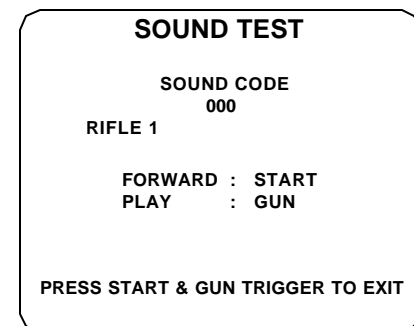 SOUND TEST
SOUND CODE
000
RIFLE 1
FORWARD : START
PLAY : GUN
PRESS START & GUN TRIGGER TO EXIT